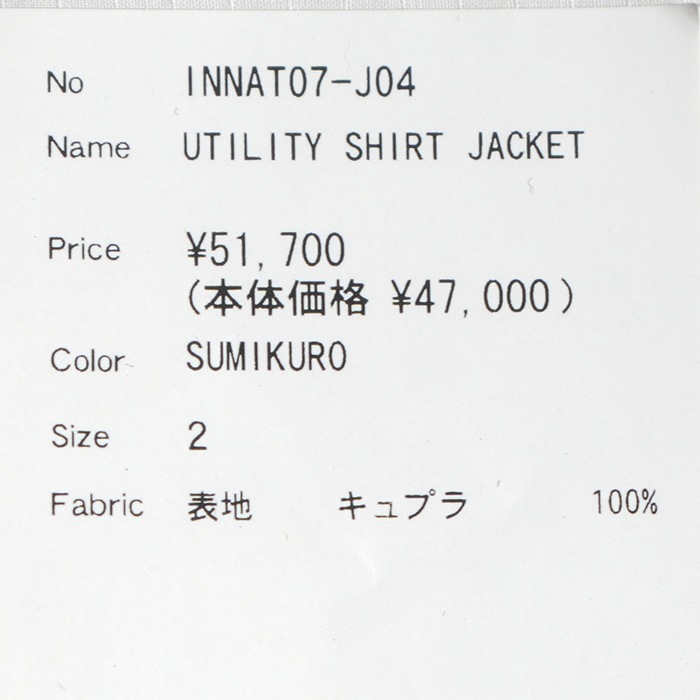 No INNAT07-J04
Name UTILITY SHIRT JACKET
Price ¥51,700
(本体価格 ¥47,000)
Color SUMIKURO
Size 2
Fabric 表地 キュプラ 100%